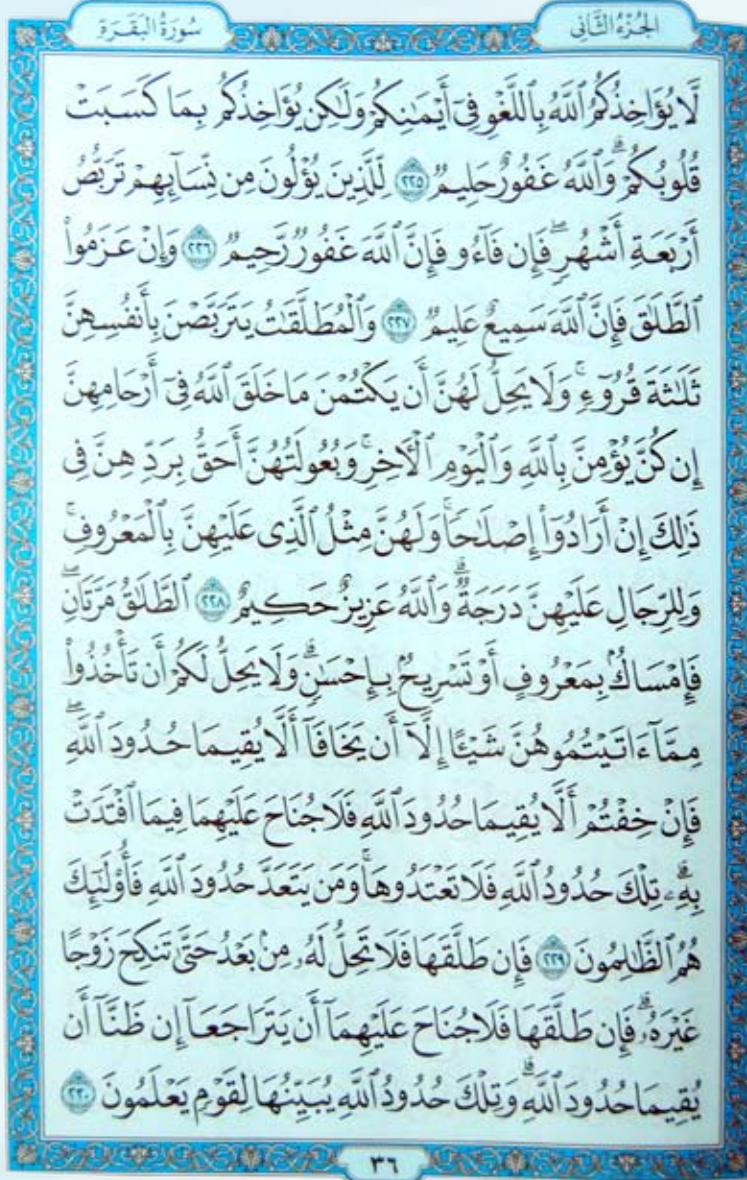 الجُزْءُ الثَّانِي
سُورَةُ البَقَرَةِ
لَّا يُؤَاخِذُكُمُ ٱللَّهُ بِٱللَّغْوِ فِىٓ أَيْمَٰنِكُمْ وَلَٰكِن يُؤَاخِذُكُم بِمَا كَسَبَتْ
قُلُوبُكُمْ ۗ وَٱللَّهُ غَفُورٌ حَلِيمٌ ٢٢٥ لِّلَّذِينَ يُؤْلُونَ مِن نِّسَآئِهِمْ تَرَبُّصُ
أَرْبَعَةِ أَشْهُرٍ ۖ فَإِن فَآءُو فَإِنَّ ٱللَّهَ غَفُورٌ رَّحِيمٌ ٢٢٦ وَإِنْ عَزَمُوا۟
ٱلطَّلَٰقَ فَإِنَّ ٱللَّهَ سَمِيعٌ عَلِيمٌ ٢٢٧ وَٱلْمُطَلَّقَٰتُ يَتَرَبَّصْنَ بِأَنفُسِهِنَّ
ثَلَٰثَةَ قُرُوٓءٍ ۚ وَلَا يَحِلُّ لَهُنَّ أَن يَكْتُمْنَ مَا خَلَقَ ٱللَّهُ فِىٓ أَرْحَامِهِنَّ
إِن كُنَّ يُؤْمِنَّ بِٱللَّهِ وَٱلْيَوْمِ ٱلْءَاخِرِ ۚ وَبُعُولَتُهُنَّ أَحَقُّ بِرَدِّهِنَّ فِى
ذَٰلِكَ إِنْ أَرَادُوٓا۟ إِصْلَٰحًا ۚ وَلَهُنَّ مِثْلُ ٱلَّذِى عَلَيْهِنَّ بِٱلْمَعْرُوفِ ۚ
وَلِلرِّجَالِ عَلَيْهِنَّ دَرَجَةٌ ۗ وَٱللَّهُ عَزِيزٌ حَكِيمٌ ٢٢٨ ٱلطَّلَٰقُ مَرَّتَانِ ۖ
فَإِمْسَاكٌۢ بِمَعْرُوفٍ أَوْ تَسْرِيحٌۢ بِإِحْسَٰنٍ ۗ وَلَا يَحِلُّ لَكُمْ أَن تَأْخُذُوا۟
مِمَّآ ءَاتَيْتُمُوهُنَّ شَيْـًٔا إِلَّآ أَن يَخَافَآ أَلَّا يُقِيمَا حُدُودَ ٱللَّهِ ۖ
فَإِنْ خِفْتُمْ أَلَّا يُقِيمَا حُدُودَ ٱللَّهِ فَلَا جُنَاحَ عَلَيْهِمَا فِيمَا ٱفْتَدَتْ
بِهِۦ ۗ تِلْكَ حُدُودُ ٱللَّهِ فَلَا تَعْتَدُوهَا ۚ وَمَن يَتَعَدَّ حُدُودَ ٱللَّهِ فَأُو۟لَٰٓئِكَ
هُمُ ٱلظَّٰلِمُونَ ٢٢٩ فَإِن طَلَّقَهَا فَلَا تَحِلُّ لَهُۥ مِنۢ بَعْدُ حَتَّىٰ تَنكِحَ زَوْجًا
غَيْرَهُۥ ۗ فَإِن طَلَّقَهَا فَلَا جُنَاحَ عَلَيْهِمَآ أَن يَتَرَاجَعَآ إِن ظَنَّآ أَن
يُقِيمَا حُدُودَ ٱللَّهِ ۗ وَتِلْكَ حُدُودُ ٱللَّهِ يُبَيِّنُهَا لِقَوْمٍ يَعْلَمُونَ ٢٣٠
٣٦